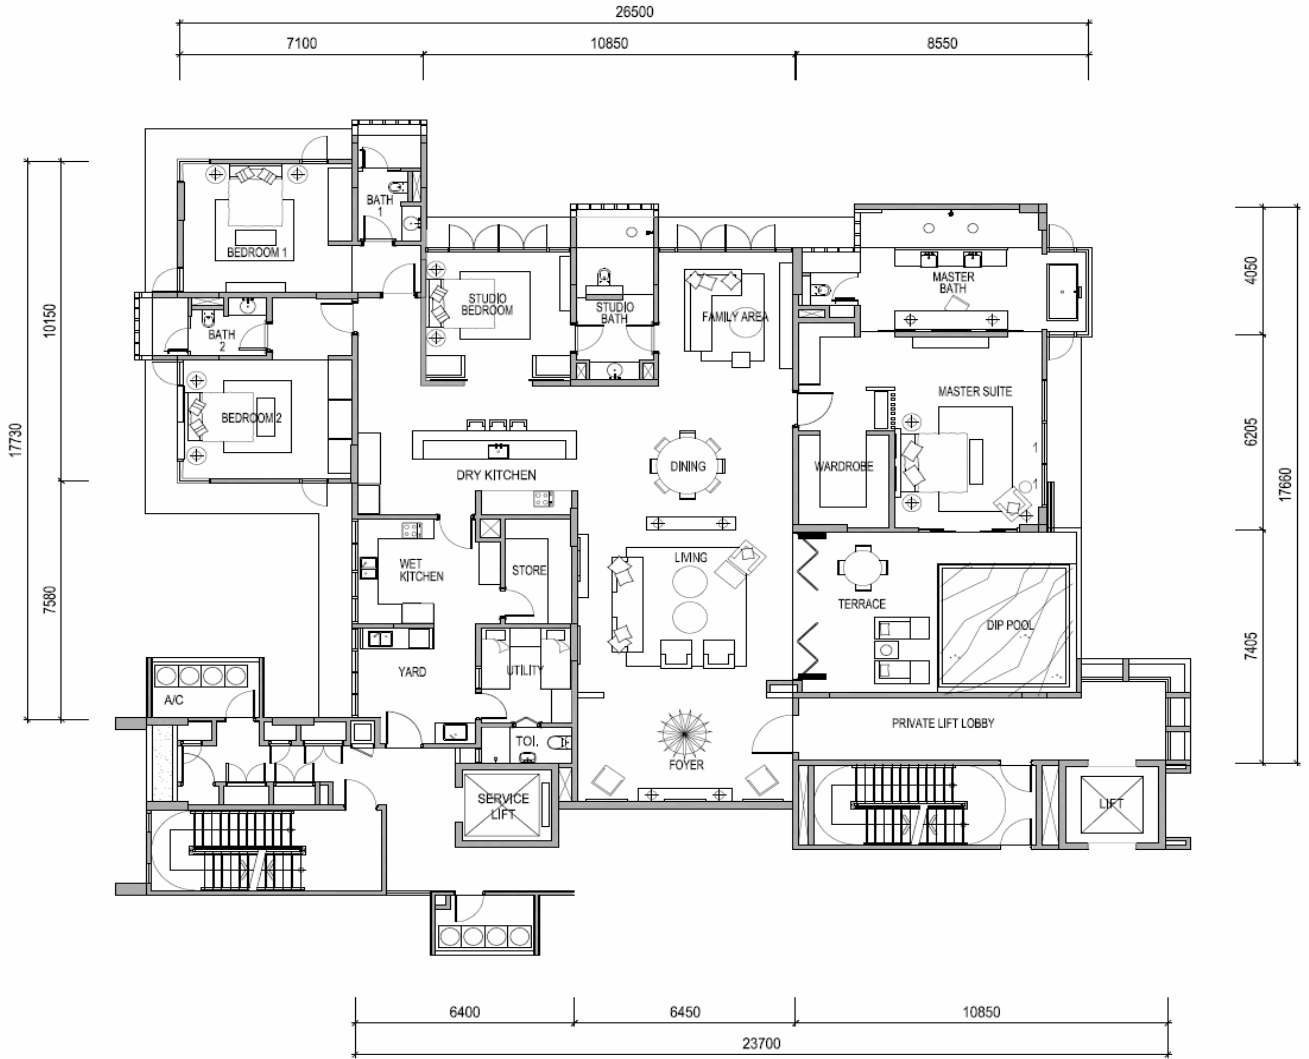 26500
7100
10850
8550
BATH
1
BEDROOM 1
STUDIO
BEDROOM
STUDIO
BATH
FAMILY AREA
MASTER
BATH
4050
10150
BATH
2
17730
BEDROOM 2
MASTER SUITE
6205
1
DRY KITCHEN
DINING
WARDROBE
1
17660
WET
KITCHEN
STORE
LIVING
TERRACE
DIP POOL
7580
7405
YARD
UTILITY
A/C
TOI.
PRIVATE LIFT LOBBY
FOYER
SERVICE
LIFT
LIFT
6400
6450
10850
23700